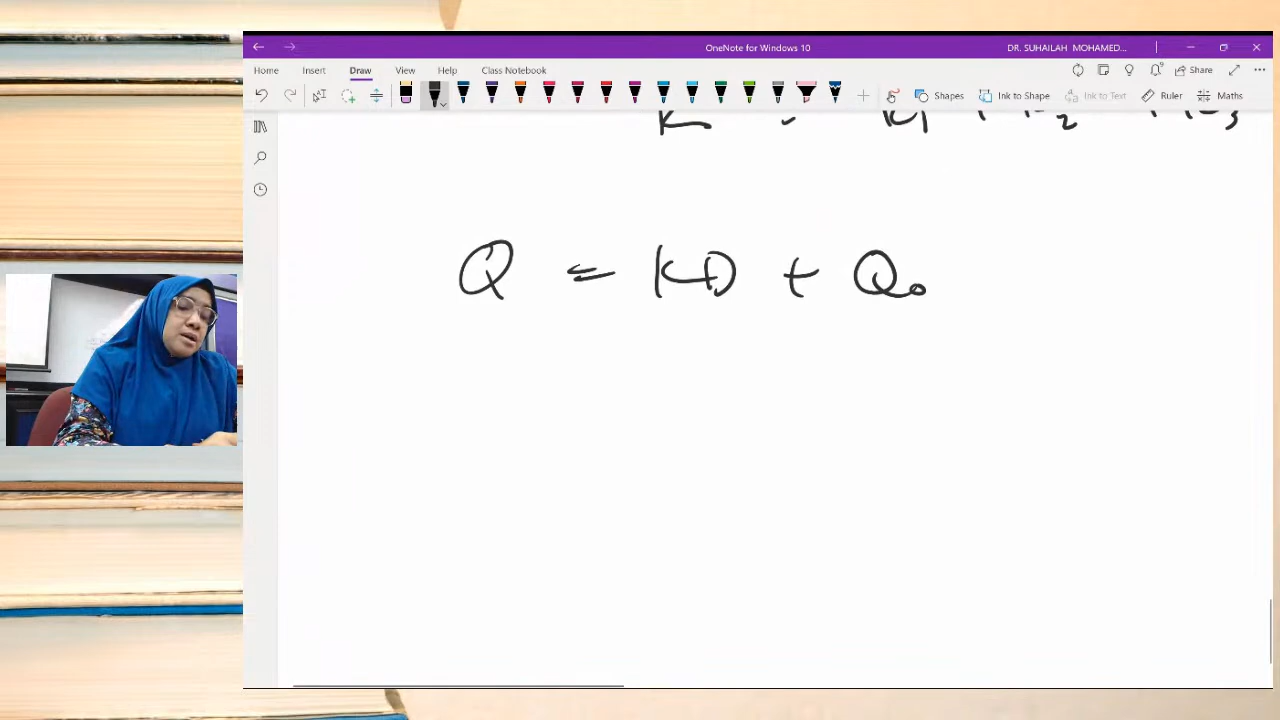 OneNote for Windows 10 DR. SUHAILAH MOHAMED...
Home Insert Draw View Help Class Notebook Share
Shapes Ink to Shape Ink to Text Ruler Maths
Q = KD + Q₀